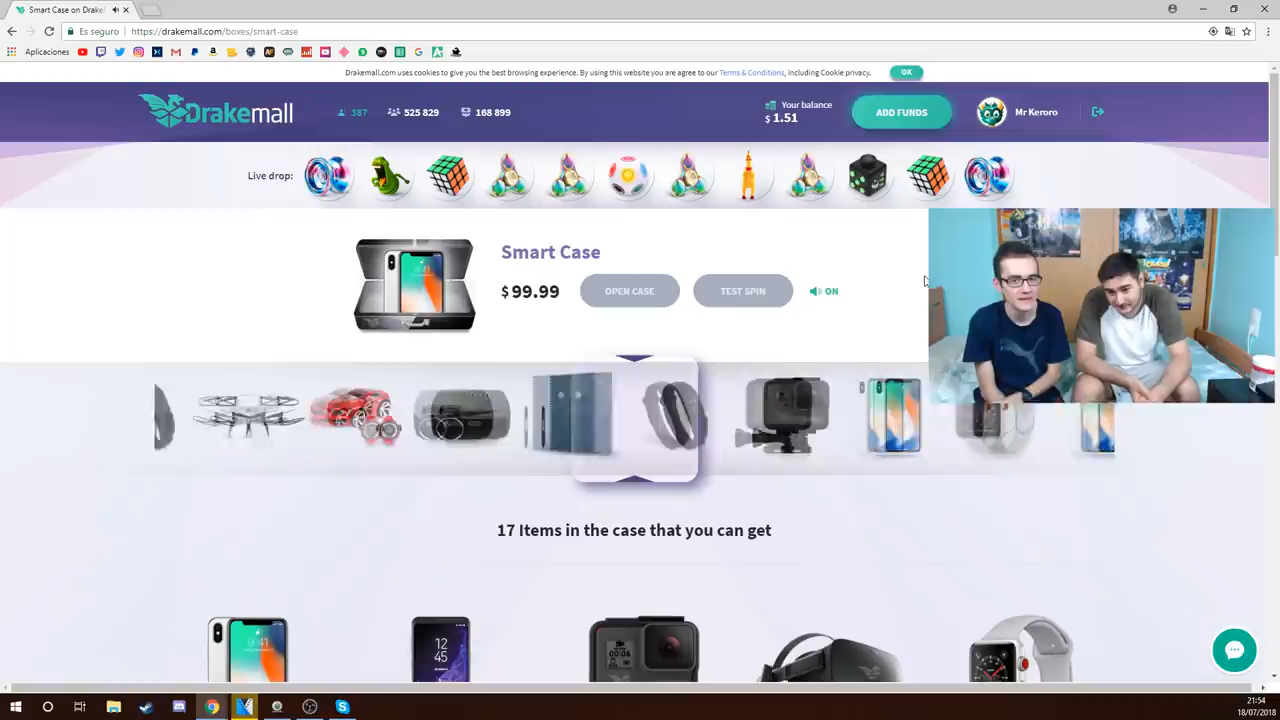 Smart Case on Drake
Es seguro https://drakemall.com/boxes/smart-case
Aplicaciones
Drakemall.com uses cookies to give you the best browsing experience. By using this website you are agree to our Terms & Conditions, including Cookie privacy. OK
Drakemall 387 525 829 168 899 Your balance $ 1.51 ADD FUNDS Mr Keroro
Live drop:
Smart Case
$ 99.99 OPEN CASE TEST SPIN ON
17 Items in the case that you can get
12
45
21:54
18/07/2018